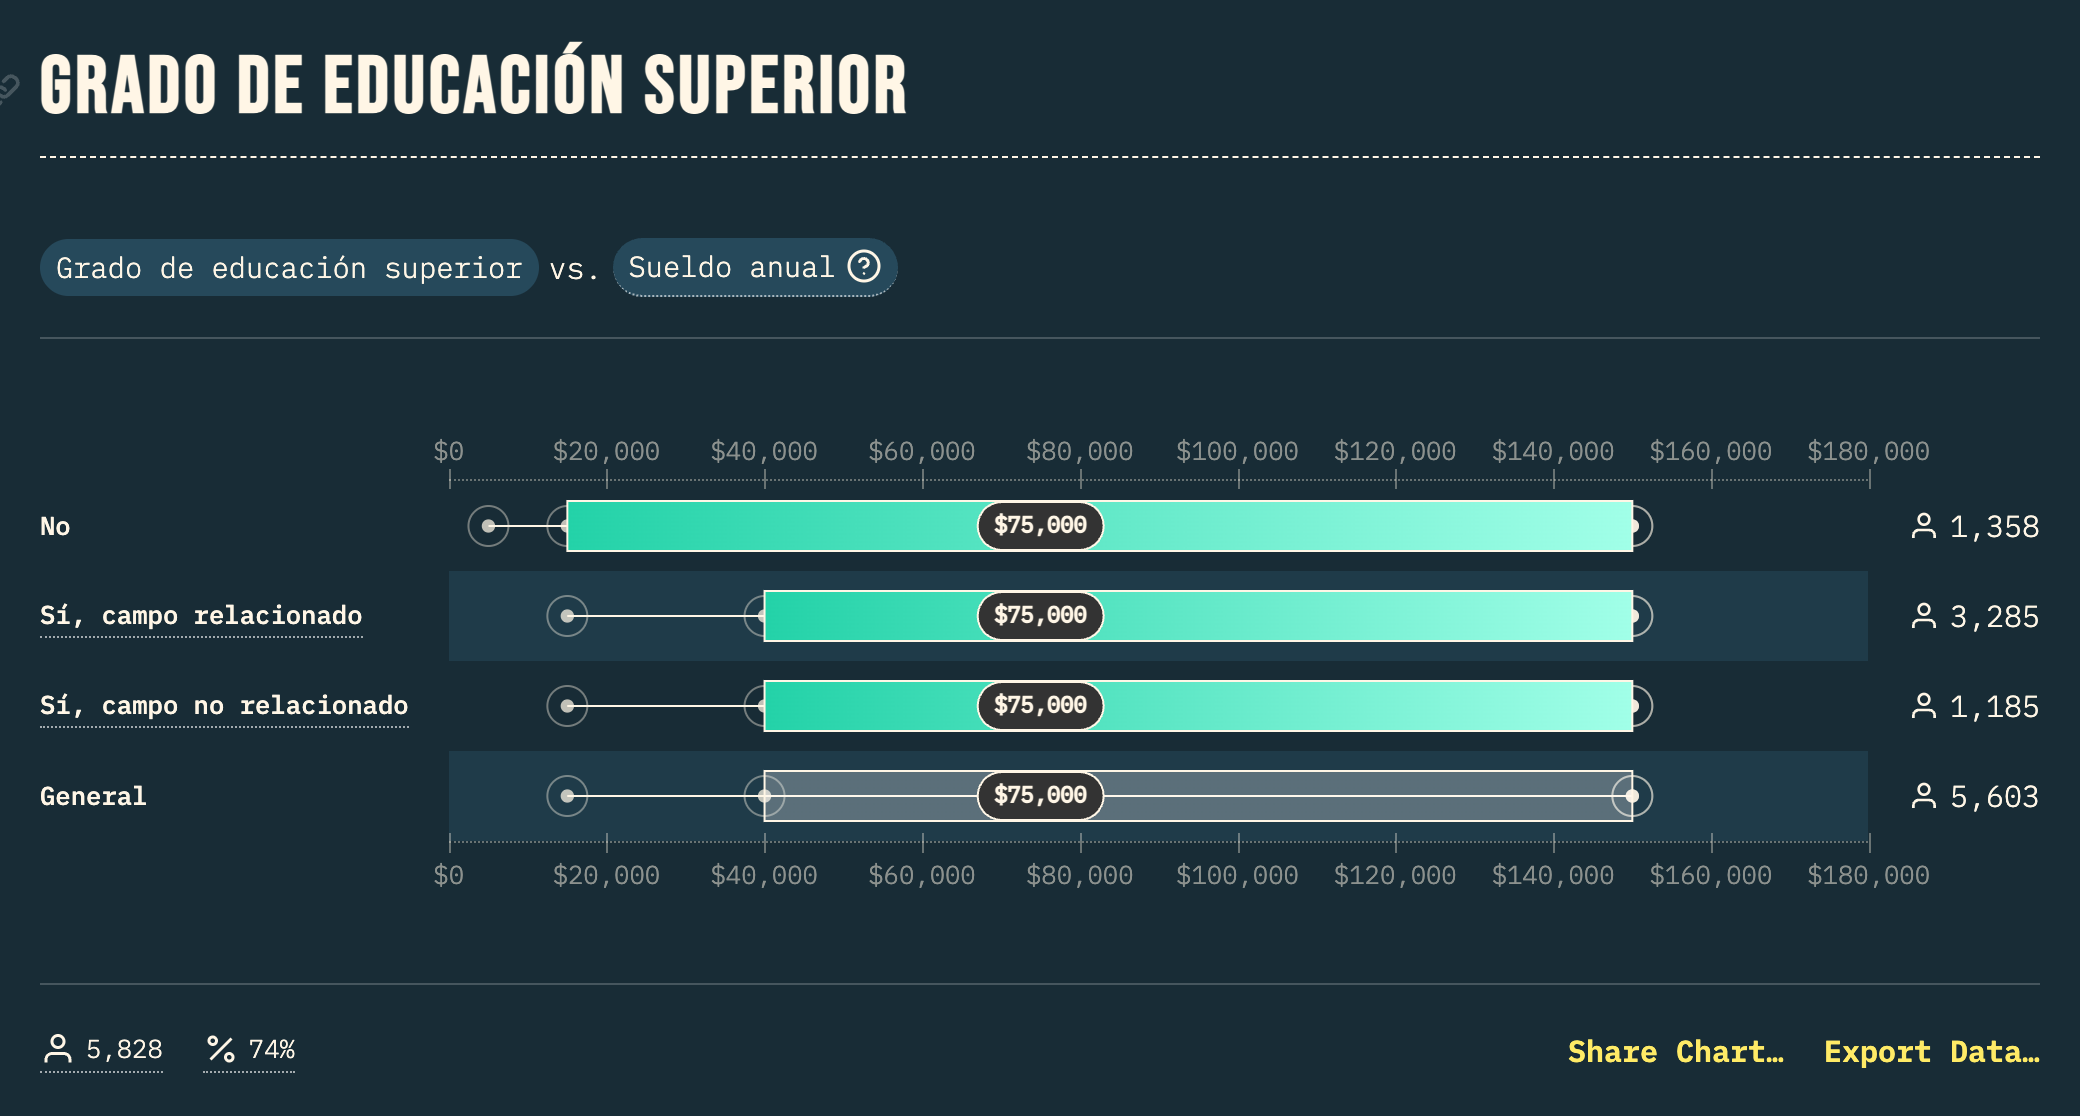 GRADO DE EDUCACIÓN SUPERIOR
Grado de educación superior vs. Sueldo anual ?
$0 $20,000 $40,000 $60,000 $80,000 $100,000 $120,000 $140,000 $160,000 $180,000
No $75,000 1,358
Sí, campo relacionado $75,000 3,285
Sí, campo no relacionado $75,000 1,185
General $75,000 5,603
$0 $20,000 $40,000 $60,000 $80,000 $100,000 $120,000 $140,000 $160,000 $180,000
5,828 % 74% Share Chart… Export Data…